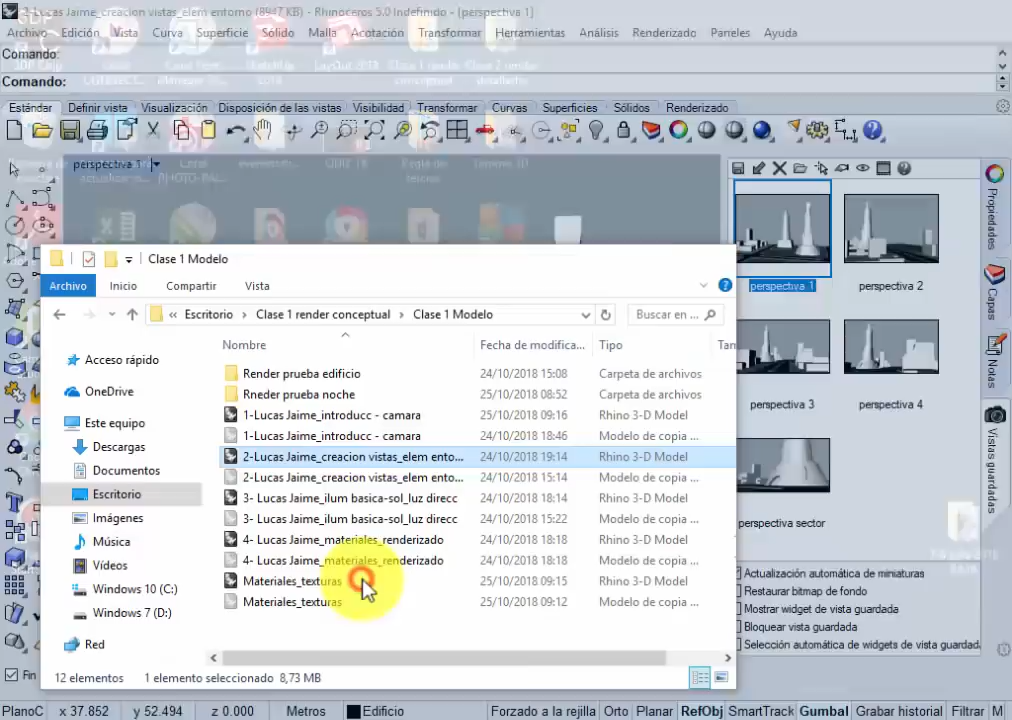 2-Lucas Jaime_creacion vistas_elem entorno (8947 KB) - Rhinoceros 5.0 Indefinido - [perspectiva 1]
Archivo Edición Vista Curva Superficie Sólido Malla Acotación Transformar Herramientas Análisis Renderizado Paneles Ayuda
Comando:
Comando:
Estándar Definir vista Visualización Disposición de las vistas Visibilidad Transformar Curvas Superficies Sólidos Renderizado
perspectiva 1
Clase 1 Modelo
Archivo Inicio Compartir Vista
« Escritorio > Clase 1 render conceptual > Clase 1 Modelo
Buscar en ...
Nombre Fecha de modifica... Tipo Tan
Acceso rápido
OneDrive
Este equipo
Descargas
Documentos
Escritorio
Imágenes
Música
Vídeos
Windows 10 (C:)
Windows 7 (D:)
Red
Render prueba edificio 24/10/2018 15:08 Carpeta de archivos
Rneder prueba noche 25/10/2018 08:52 Carpeta de archivos
1-Lucas Jaime_introducc - camara 25/10/2018 09:16 Rhino 3-D Model
1-Lucas Jaime_introducc - camara 24/10/2018 18:46 Modelo de copia ...
2-Lucas Jaime_creacion vistas_elem ento... 24/10/2018 19:14 Rhino 3-D Model
2-Lucas Jaime_creacion vistas_elem ento... 24/10/2018 15:14 Modelo de copia ...
3- Lucas Jaime_ilum basica-sol_luz direcc 24/10/2018 18:14 Rhino 3-D Model
3- Lucas Jaime_ilum basica-sol_luz direcc 24/10/2018 15:22 Modelo de copia ...
4- Lucas Jaime_materiales_renderizado 24/10/2018 18:18 Rhino 3-D Model
4- Lucas Jaime_materiales_renderizado 24/10/2018 18:18 Modelo de copia ...
Materiales_texturas 25/10/2018 09:15 Rhino 3-D Model
Materiales_texturas 25/10/2018 09:12 Modelo de copia ...
12 elementos 1 elemento seleccionado 8,73 MB
perspectiva 1 perspectiva 2
perspectiva 3 perspectiva 4
perspectiva sector
Actualización automática de miniaturas
Restaurar bitmap de fondo
Mostrar widget de vista guardada
Bloquear vista guardada
Selección automática de widgets de vista guardad
Propiedades
Capas
Notas
Vistas guardadas
Fin
PlanoC x 37.852 y 52.494 z 0.000 Metros Edificio Forzado a la rejilla Orto Planar RefObj SmartTrack Gumbal Grabar historial Filtrar M